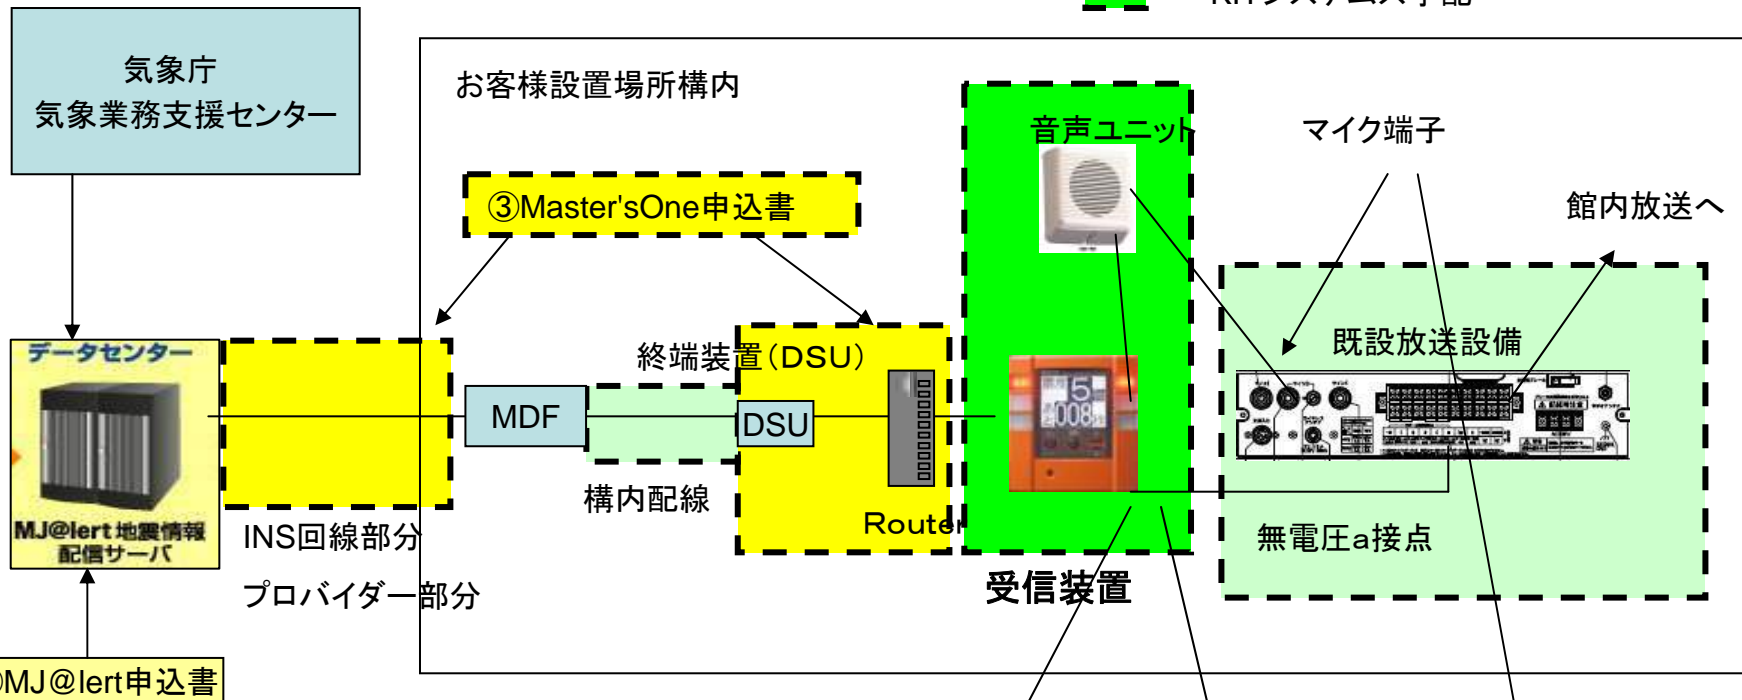 気象庁
気象業務支援センター
お客様設置場所構内
音声ユニット
マイク端子
③Master'sOne申込書
館内放送へ
データセンター
終端装置(DSU)
既設放送設備
5
008
MDF
DSU
構内配線
MJ@lert 地震情報
配信サーバ
INS回線部分
Router
無電圧a接点
プロバイダー部分
受信装置
MJ@lert申込書